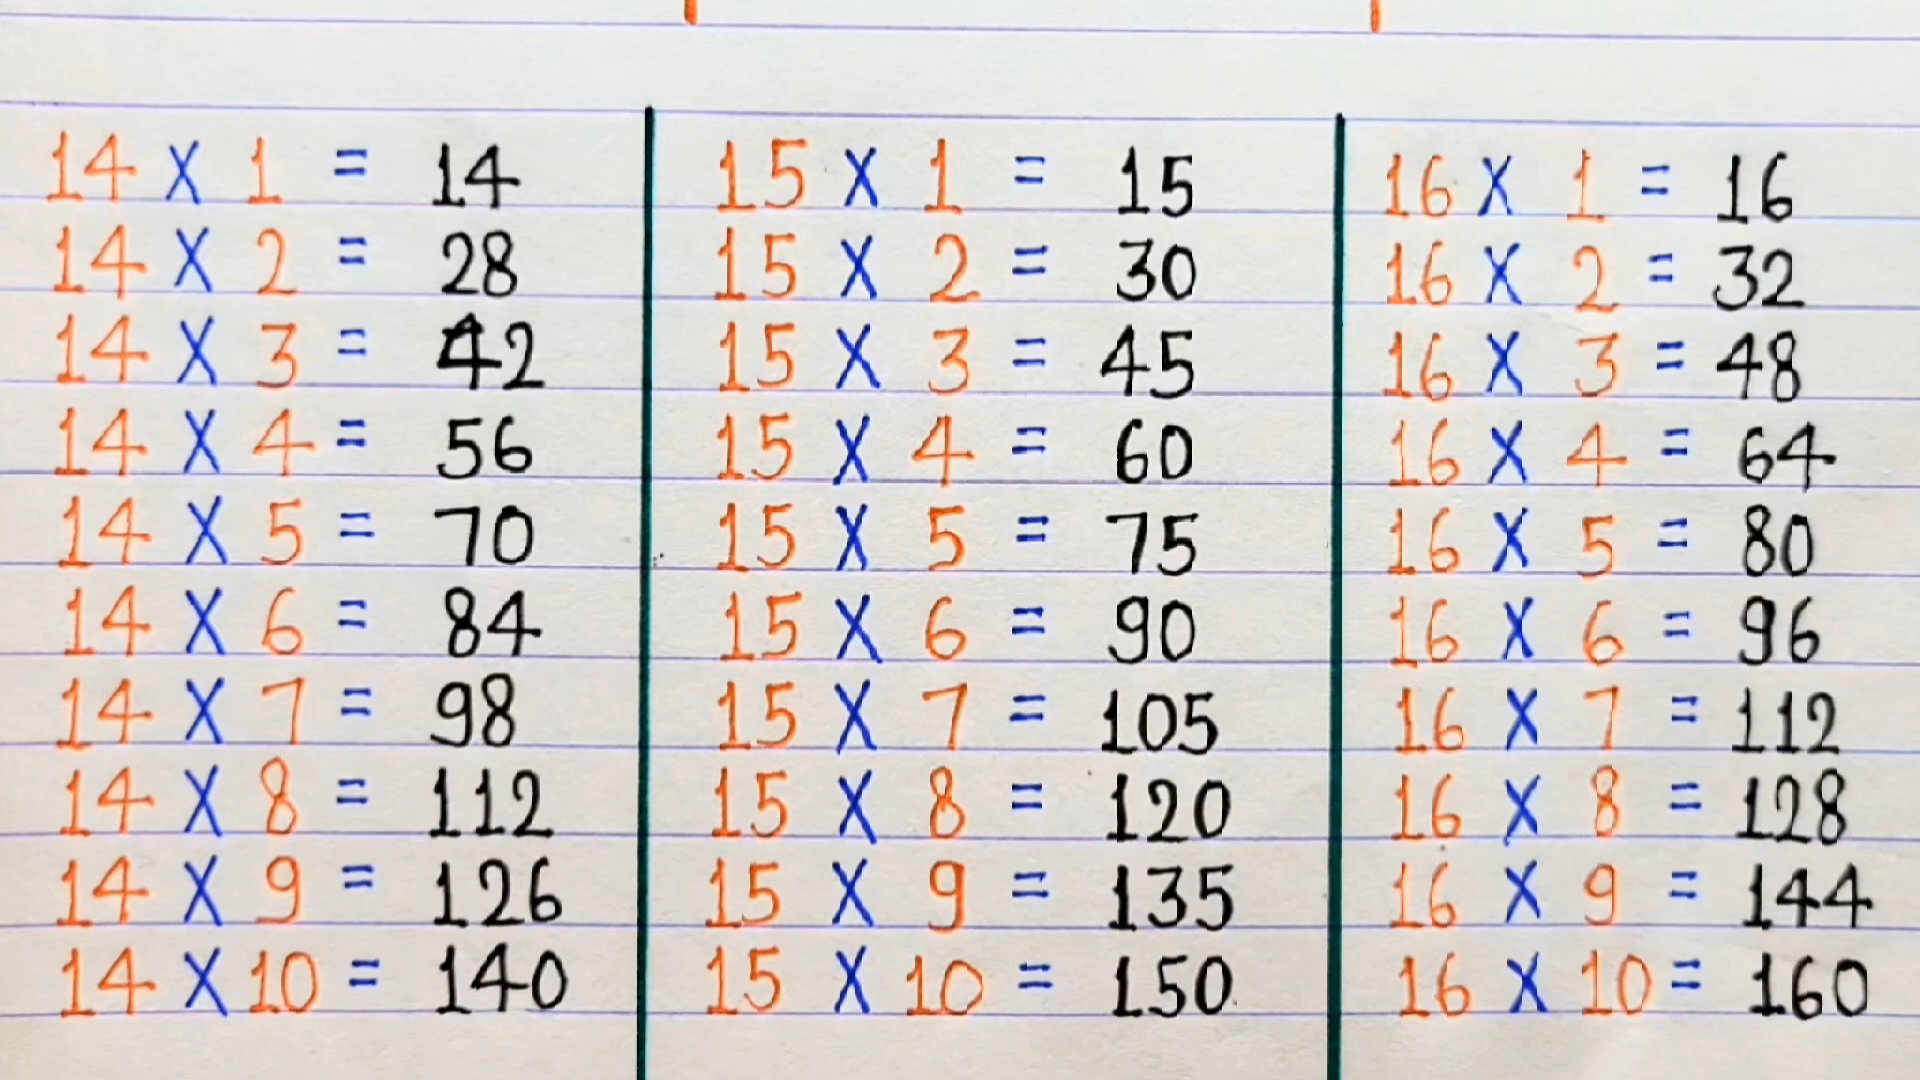 14 X 1 = 14
14 X 2 = 28
14 X 3 = 42
14 X 4 = 56
14 X 5 = 70
14 X 6 = 84
14 X 7 = 98
14 X 8 = 112
14 X 9 = 126
14 X 10 = 140
15 X 1 = 15
15 X 2 = 30
15 X 3 = 45
15 X 4 = 60
15 X 5 = 75
15 X 6 = 90
15 X 7 = 105
15 X 8 = 120
15 X 9 = 135
15 X 10 = 150
16 X 1 = 16
16 X 2 = 32
16 X 3 = 48
16 X 4 = 64
16 X 5 = 80
16 X 6 = 96
16 X 7 = 112
16 X 8 = 128
16 X 9 = 144
16 X 10 = 160